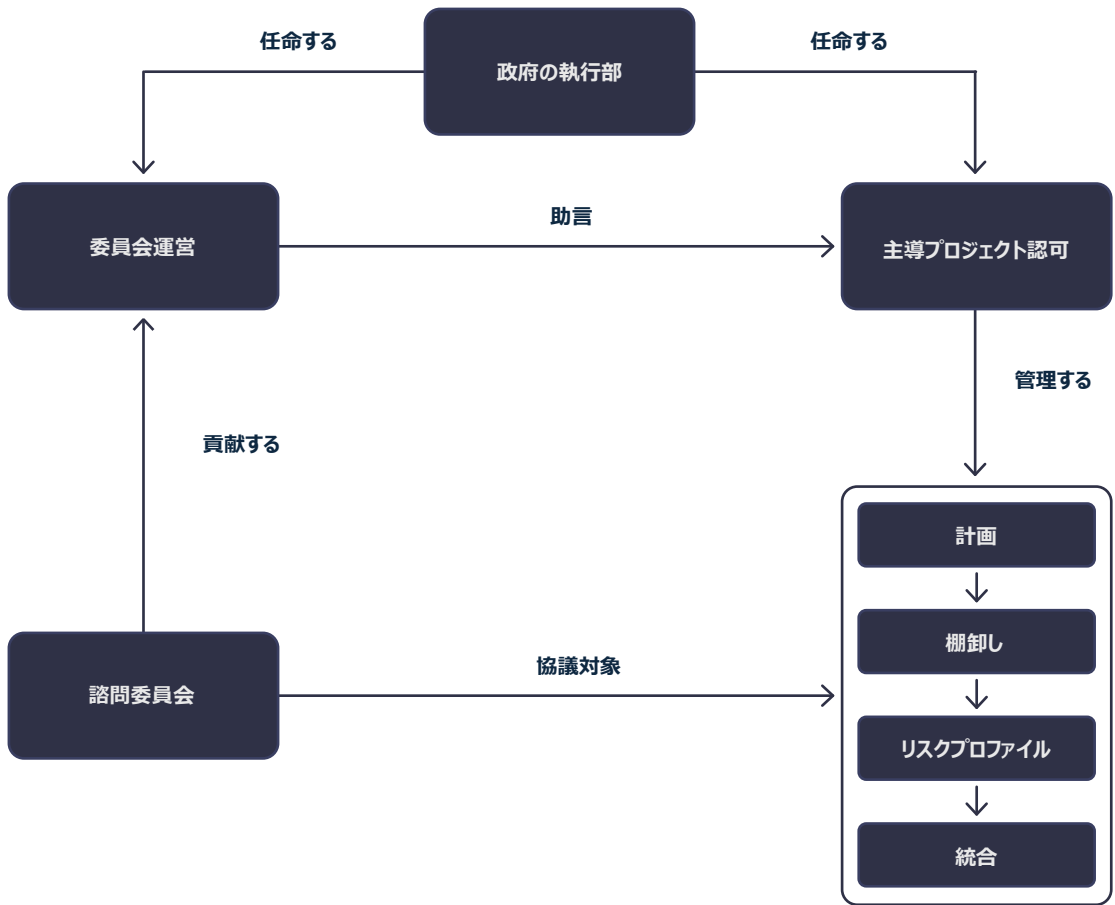 任命する
任命する
政府の執行部
助言
委員会運営
主導プロジェクト認可
管理する
貢献する
計画
棚卸し
協議対象
諮問委員会
リスクプロファイル
統合